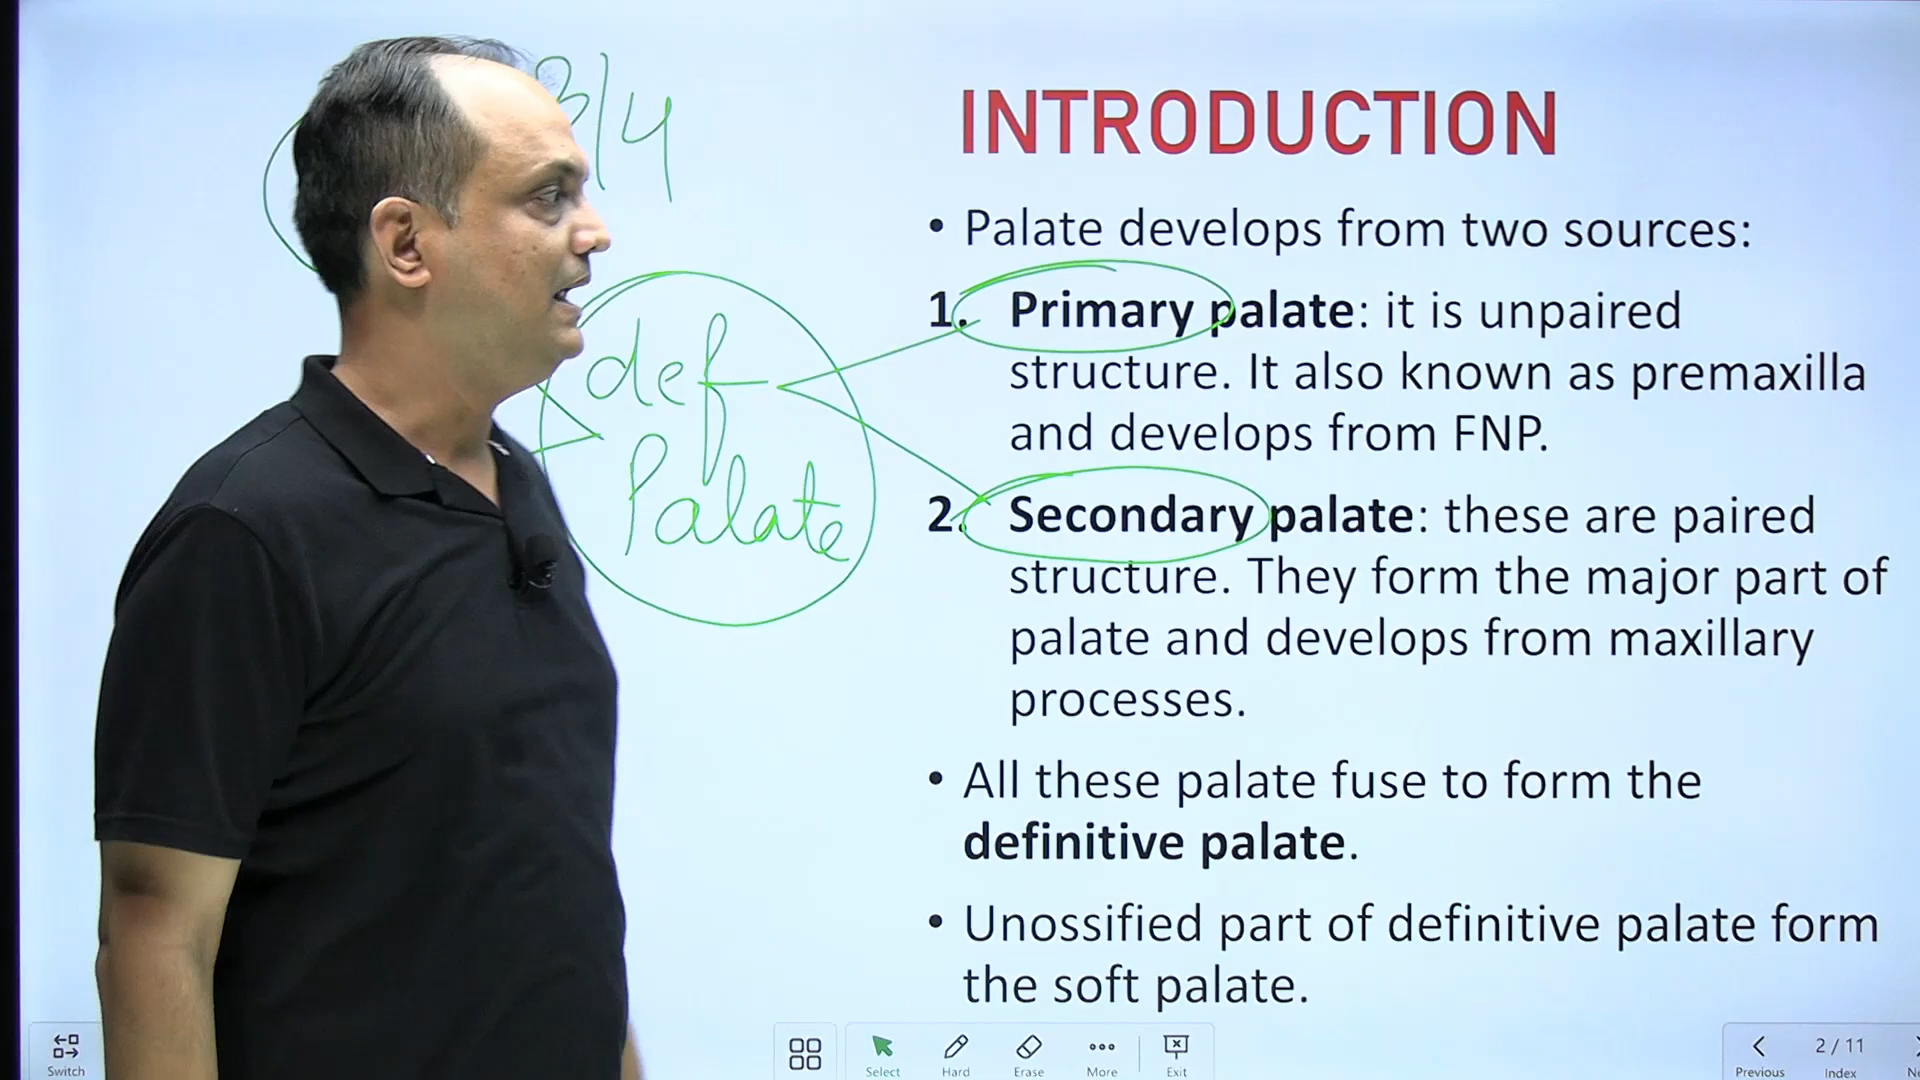 3/4
INTRODUCTION
• Palate develops from two sources:
1. Primary palate: it is unpaired
structure. It also known as premaxilla
and develops from FNP.
2. Secondary palate: these are paired
structure. They form the major part of
palate and develops from maxillary
processes.
• All these palate fuse to form the
definitive palate.
• Unossified part of definitive palate form
the soft palate.
def
Palate
Switch
Select
Hard
Erase
More
Exit
Previous
2 / 11
Index